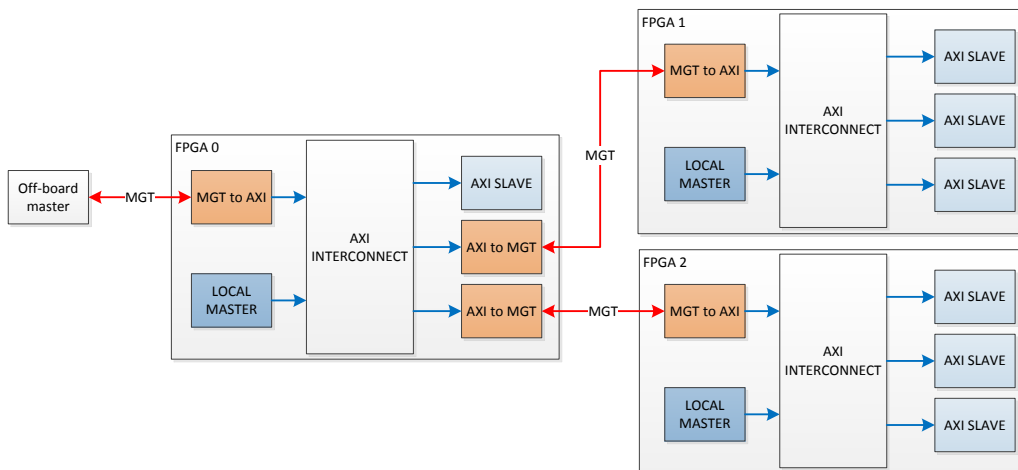 FPGA 1
MGT to AXI
AXI
INTERCONNECT
AXI SLAVE
AXI SLAVE
LOCAL
MASTER
AXI SLAVE
MGT
FPGA 0
Off-board
master
MGT
MGT to AXI
AXI
INTERCONNECT
AXI SLAVE
AXI to MGT
LOCAL
MASTER
AXI to MGT
MGT
FPGA 2
MGT to AXI
AXI
INTERCONNECT
AXI SLAVE
AXI SLAVE
LOCAL
MASTER
AXI SLAVE